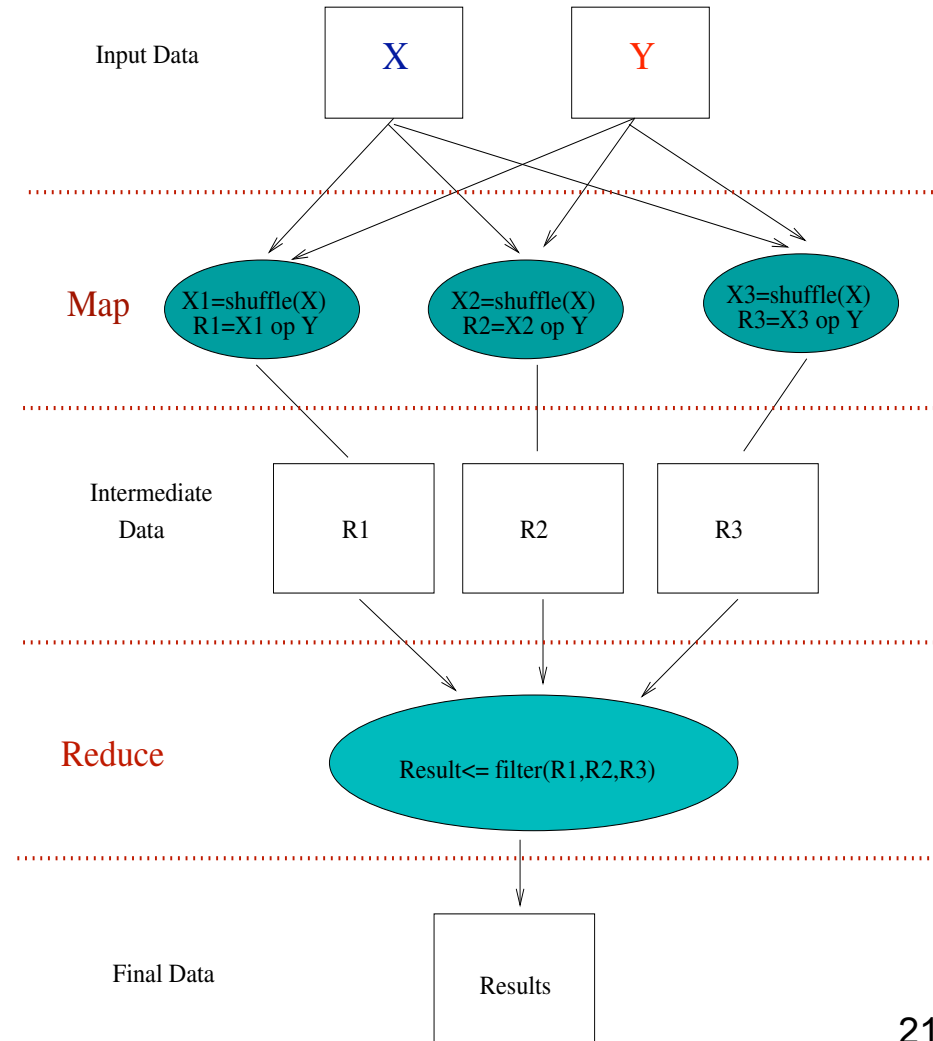 Input Data
X
Y
Map
X1=shuffle(X)
R1=X1 op Y
X2=shuffle(X)
R2=X2 op Y
X3=shuffle(X)
R3=X3 op Y
Intermediate
Data
R1
R2
R3
Reduce
Result<= filter(R1,R2,R3)
Final Data
Results
21